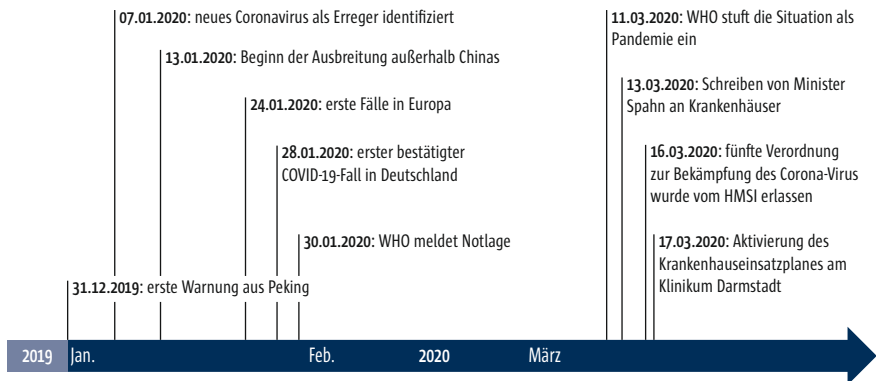 07.01.2020: neues Coronavirus als Erreger identifiziert
13.01.2020: Beginn der Ausbreitung außerhalb Chinas
24.01.2020: erste Fälle in Europa
28.01.2020: erster bestätigter
COVID-19-Fall in Deutschland
30.01.2020: WHO meldet Notlage
31.12.2019: erste Warnung aus Peking
11.03.2020: WHO stuft die Situation als
Pandemie ein
13.03.2020: Schreiben von Minister
Spahn an Krankenhäuser
16.03.2020: fünfte Verordnung
zur Bekämpfung des Corona-Virus
wurde vom HMSI erlassen
17.03.2020: Aktivierung des
Krankenhauseinsatzplanes am
Klinikum Darmstadt
2019 Jan. Feb. 2020 März